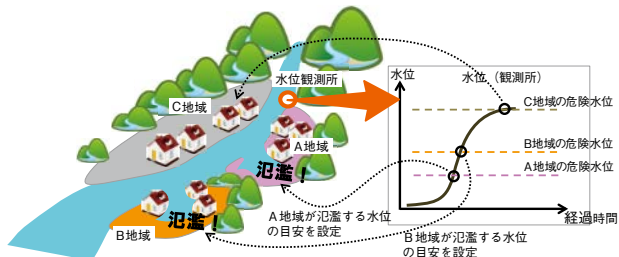 水位観測所
C地域
A地域
氾濫！
氾濫！
B地域
A地域が氾濫する水位
の目安を設定
水位
水位（観測所）
C地域の危険水位
B地域の危険水位
A地域の危険水位
経過時間
B地域が氾濫する水位
の目安を設定